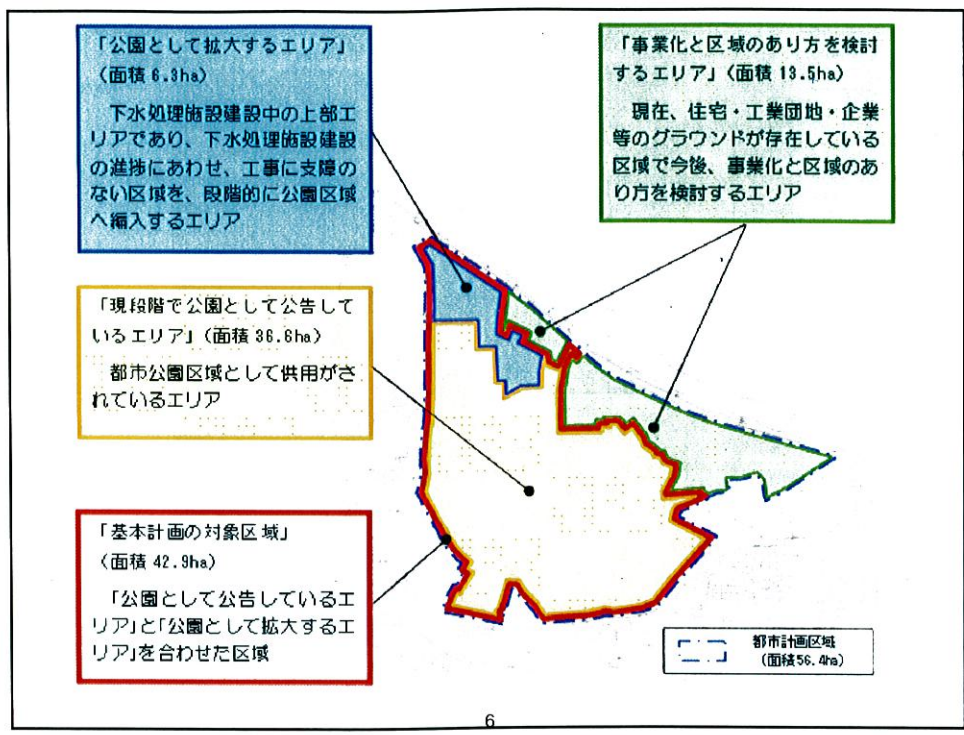 「公園として拡大するエリア」
(面積 6.3ha)
下水処理施設建設中の上部エ
リアであり、下水処理施設建設
の進捗にあわせ、工事に支障の
ない区域を、段階的に公園区域
へ編入するエリア
「事業化と区域のあり方を検討
するエリア」(面積 13.5ha)
現在、住宅・工業団地・企業
等のグラウンドが存在している
区域で今後、事業化と区域のあ
り方を検討するエリア
「現段階で公園として公告して
いるエリア」(面積 36.6ha)
都市公園区域として供用がさ
れているエリア
「基本計画の対象区域」
(面積 42.9ha)
「公園として公告しているエ
リア」と「公園として拡大するエ
リア」を合わせた区域
都市計画区域
(面積56.4ha)
6